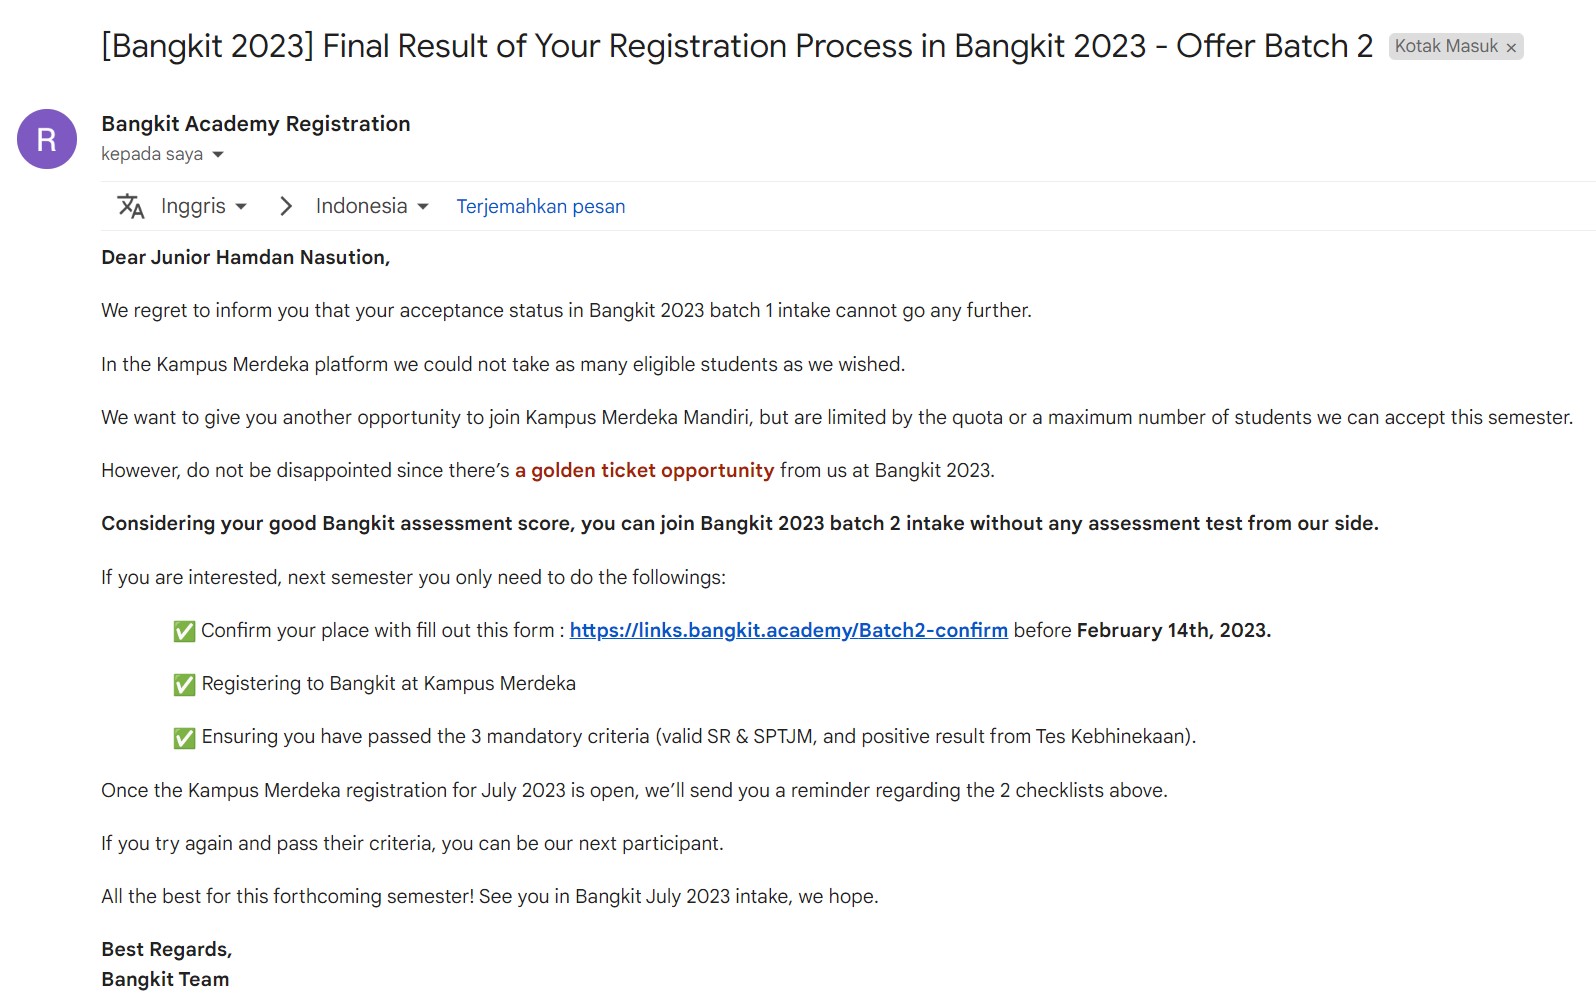 [Bangkit 2023] Final Result of Your Registration Process in Bangkit 2023 - Offer Batch 2 Kotak Masuk ×
R
Bangkit Academy Registration
kepada saya
Inggris > Indonesia Terjemahkan pesan
Dear Junior Hamdan Nasution,
We regret to inform you that your acceptance status in Bangkit 2023 batch 1 intake cannot go any further.
In the Kampus Merdeka platform we could not take as many eligible students as we wished.
We want to give you another opportunity to join Kampus Merdeka Mandiri, but are limited by the quota or a maximum number of students we can accept this semester.
However, do not be disappointed since there’s a golden ticket opportunity from us at Bangkit 2023.
Considering your good Bangkit assessment score, you can join Bangkit 2023 batch 2 intake without any assessment test from our side.
If you are interested, next semester you only need to do the followings:
✅ Confirm your place with fill out this form : https://links.bangkit.academy/Batch2-confirm before February 14th, 2023.
✅ Registering to Bangkit at Kampus Merdeka
✅ Ensuring you have passed the 3 mandatory criteria (valid SR & SPTJM, and positive result from Tes Kebhinekaan).
Once the Kampus Merdeka registration for July 2023 is open, we’ll send you a reminder regarding the 2 checklists above.
If you try again and pass their criteria, you can be our next participant.
All the best for this forthcoming semester! See you in Bangkit July 2023 intake, we hope.
Best Regards,
Bangkit Team